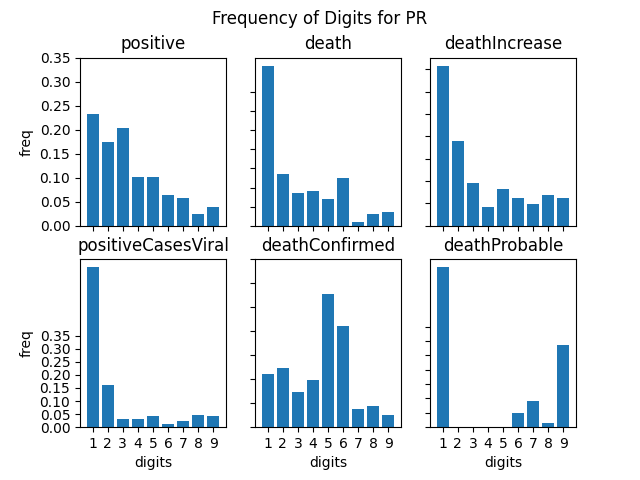 Frequency of Digits for PR
positive death deathIncrease
0.35
0.30
0.25
0.20
0.15
0.10
0.05
0.00
freq
positiveCasesViral deathConfirmed deathProbable
0.35
0.30
0.25
0.20
0.15
0.10
0.05
0.00
freq
1 2 3 4 5 6 7 8 9 1 2 3 4 5 6 7 8 9 1 2 3 4 5 6 7 8 9
digits digits digits